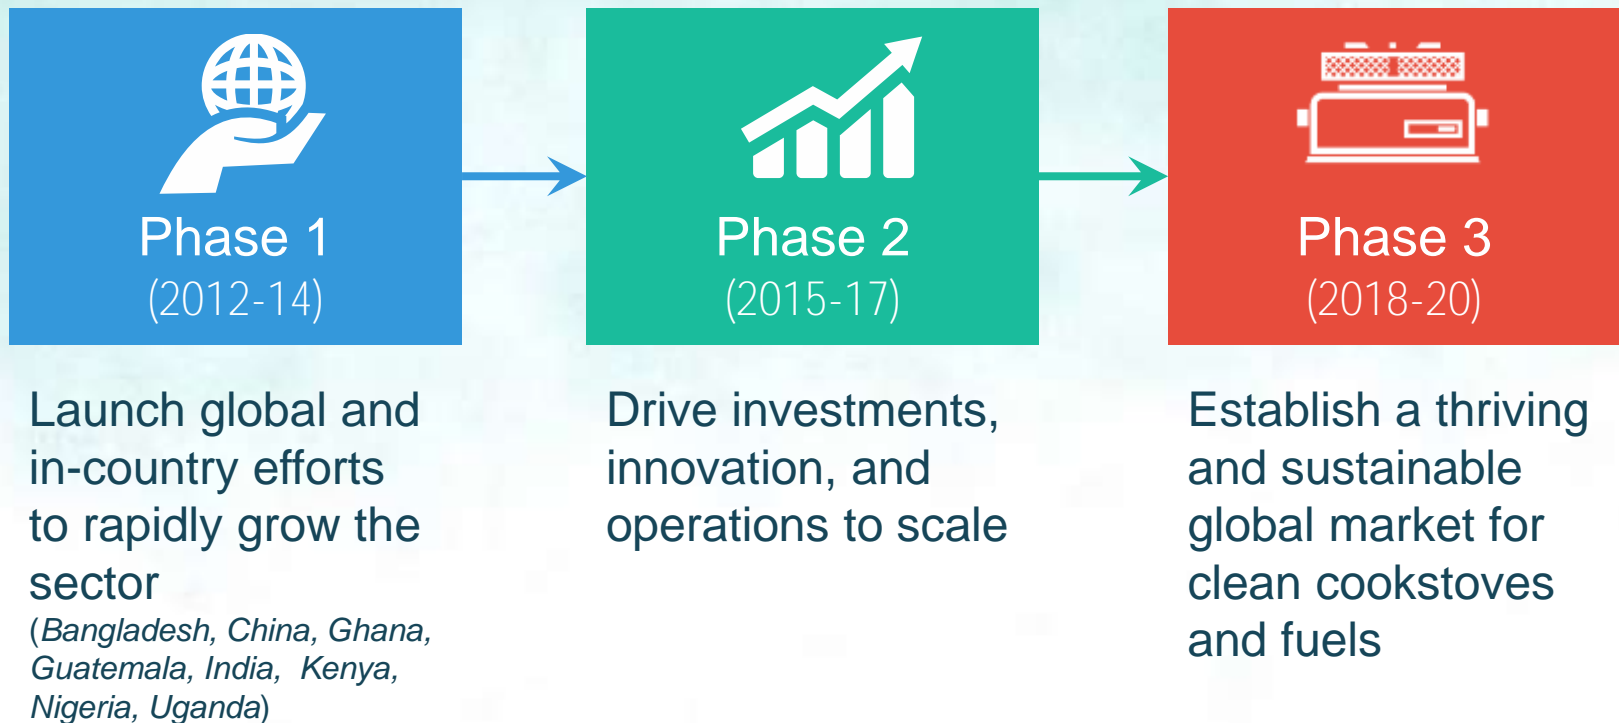 Phase 1
(2012-14)
Launch global and
in-country efforts
to rapidly grow the
sector
(Bangladesh, China, Ghana,
Guatemala, India, Kenya,
Nigeria, Uganda)
Phase 2
(2015-17)
Drive investments,
innovation, and
operations to scale
Phase 3
(2018-20)
Establish a thriving
and sustainable
global market for
clean cookstoves
and fuels